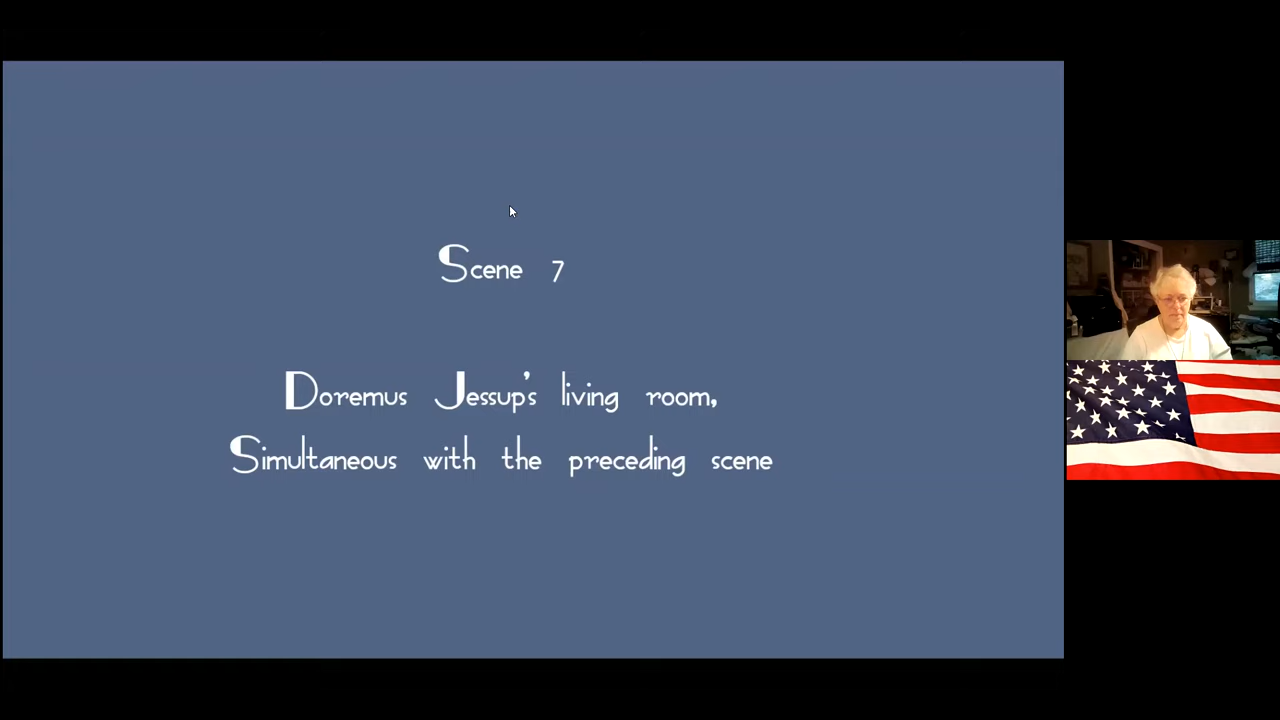 Scene 7
Doremus Jessup's living room,
Simultaneous with the preceding scene